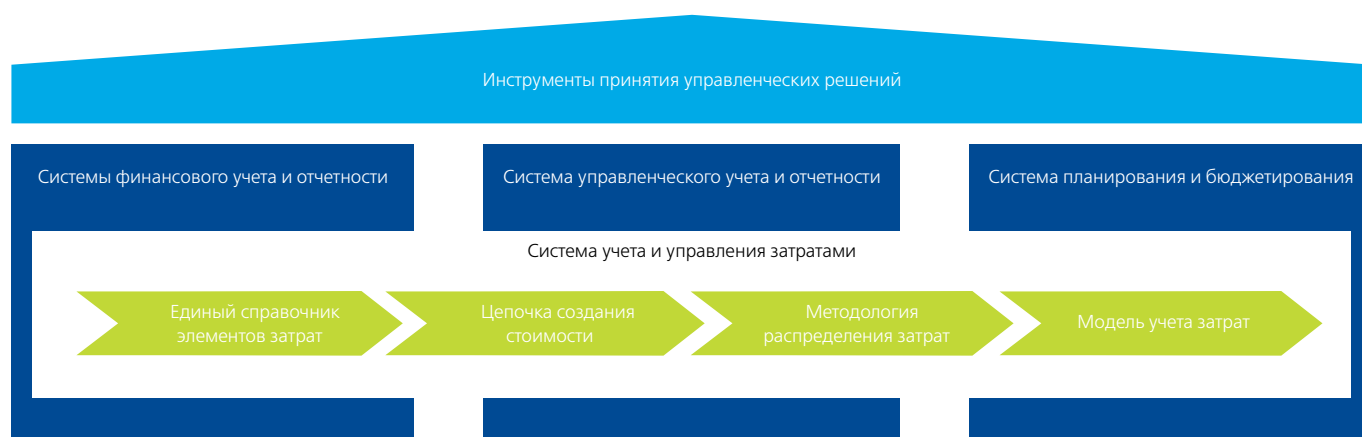 Инструменты принятия управленческих решений
Системы финансового учета и отчетности
Система управленческого учета и отчетности
Система планирования и бюджетирования
Система учета и управления затратами
Единый справочник
элементов затрат
Цепочка создания
стоимости
Методология
распределения затрат
Модель учета затрат